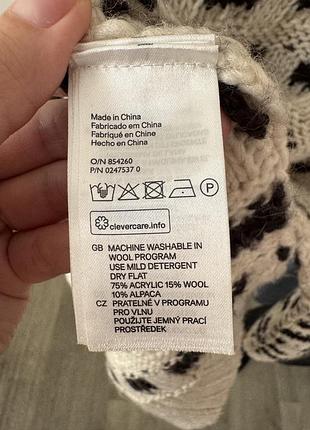 Made in China
Fabricado em China
Fabriqué en Chine
Hecho en China
O/N 854260
P/N 0247537 0
P
clevercare.info
GB MACHINE WASHABLE IN
WOOL PROGRAM
USE MILD DETERGENT
DRY FLAT
75% ACRYLIC 15% WOOL
10% ALPACA
CZ PRATELNÉ V PROGRAMU
PRO VLNU
POUŽIJTE JEMNÝ PRACÍ
PROSTŘEDEK